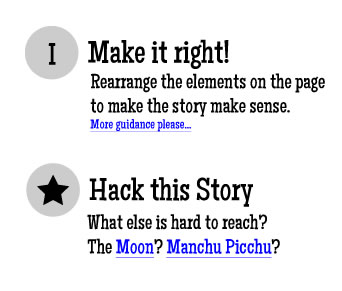 I
Make it right!
Rearrange the elements on the page
to make the story make sense.
More guidance please...
Hack this Story
What else is hard to reach?
The Moon? Manchu Picchu?